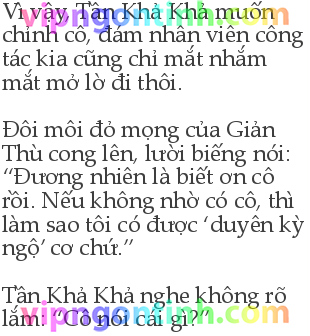 Vì vậy, Tần Khả Khả muốn
chỉnh cô, đám nhân viên công
tác kia cũng chỉ mắt nhắm
mắt mở lờ đi thôi.
Đôi môi đỏ mọng của Giản
Thù cong lên, lười biếng nói:
“Đương nhiên là biết ơn cô
rồi. Nếu không nhờ có cô, thì
làm sao tôi có được ‘duyên kỳ
ngộ’ cơ chứ.”
Tần Khả Khả nghe không rõ
lắm: “Cô nói cái gì?”
vipngontinh.com
vipngontinh.com